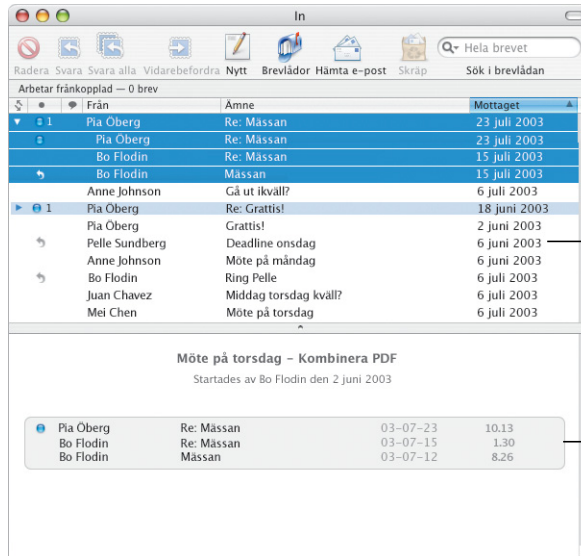 In
Hela brevet
Radera Svara Svara alla Vidarebefordra Nytt Brevlådor Hämta e-post Skräp Sök i brevlådan
Arbetar frånkopplad — 0 brev
Från Ämne Mottaget
1 Pia Öberg Re: Mässan 23 juli 2003
Pia Öberg Re: Mässan 23 juli 2003
Bo Flodin Re: Mässan 15 juli 2003
Bo Flodin Mässan 15 juli 2003
Anne Johnson Gå ut ikväll? 6 juli 2003
1 Pia Öberg Re: Grattis! 18 juni 2003
Pia Öberg Grattis! 2 juni 2003
Pelle Sundberg Deadline onsdag 6 juni 2003
Anne Johnson Möte på måndag 6 juli 2003
Bo Flodin Ring Pelle 6 juli 2003
Juan Chavez Middag torsdag kväll? 6 juli 2003
Mei Chen Möte på torsdag 6 juli 2003
Möte på torsdag – Kombinera PDF
Startades av Bo Flodin den 2 juni 2003
Pia Öberg Re: Mässan 03-07-23 10.13
Bo Flodin Re: Mässan 03-07-15 1.30
Bo Flodin Mässan 03-07-12 8.26